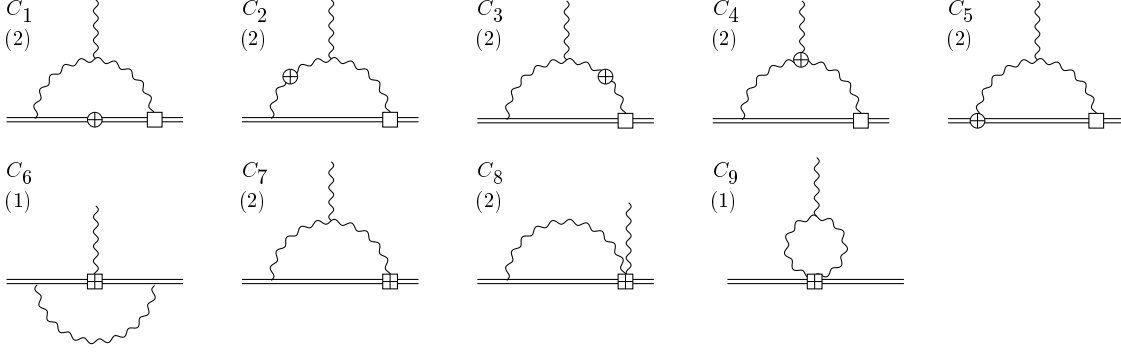 C1 C2 C3 C4 C5
(2) (2) (2) (2) (2)
C6 C7 C8 C9
(1) (2) (2) (1)